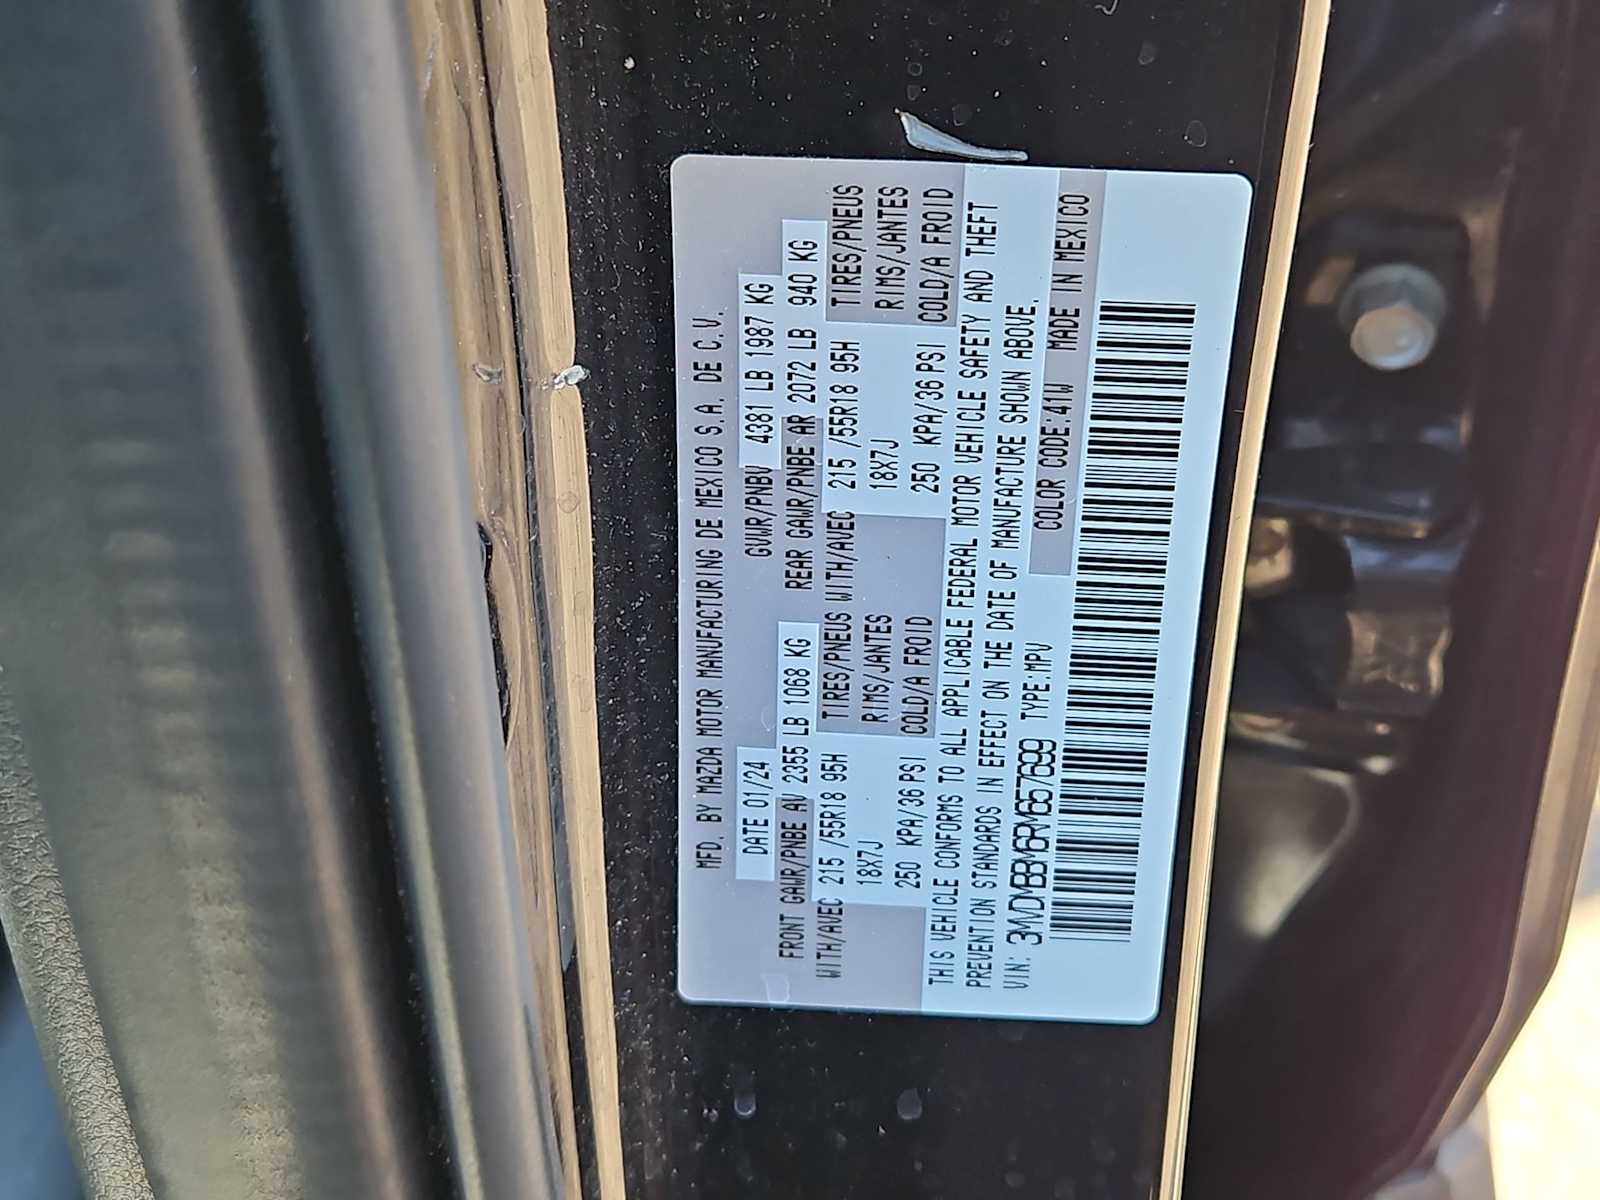 MFD. BY MAZDA MOTOR MANUFACTURING DE MEXICO S.A. DE C.V.
DATE 01/24 GVWR/PNBV 4381 LB 1987 KG
FRONT GAWR/PNBE AV 2355 LB 1068 KG REAR GAWR/PNBE AR 2072 LB 940 KG
WITH/AVEC 215 /55R18 95H TIRES/PNEUS WITH/AVEC 215 /55R18 95H TIRES/PNEUS
18X7J RIMS/JANTES 18X7J RIMS/JANTES
250 KPA/36 PSI COLD/A FROID 250 KPA/36 PSI COLD/A FROID
THIS VEHICLE CONFORMS TO ALL APPLICABLE FEDERAL MOTOR VEHICLE SAFETY AND THEFT
PREVENTION STANDARDS IN EFFECT ON THE DATE OF MANUFACTURE SHOWN ABOVE.
VIN: 3MVDMBBM6RM657699 TYPE:MPV COLOR CODE:41W MADE IN MEXICO